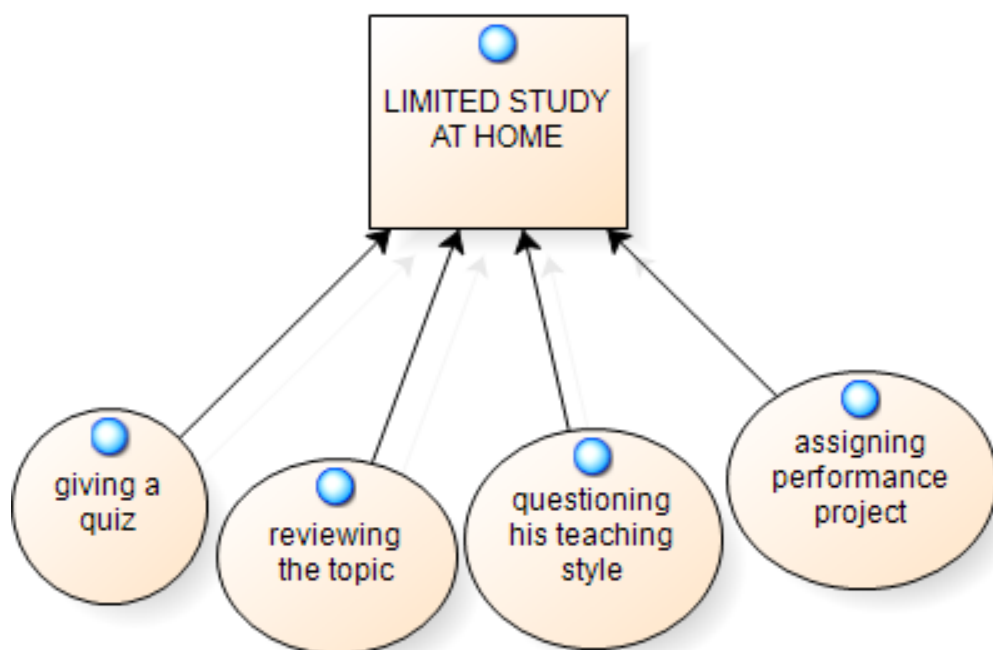 LIMITED STUDY
AT HOME
giving a
quiz
reviewing
the topic
questioning
his teaching
style
assigning
performance
project